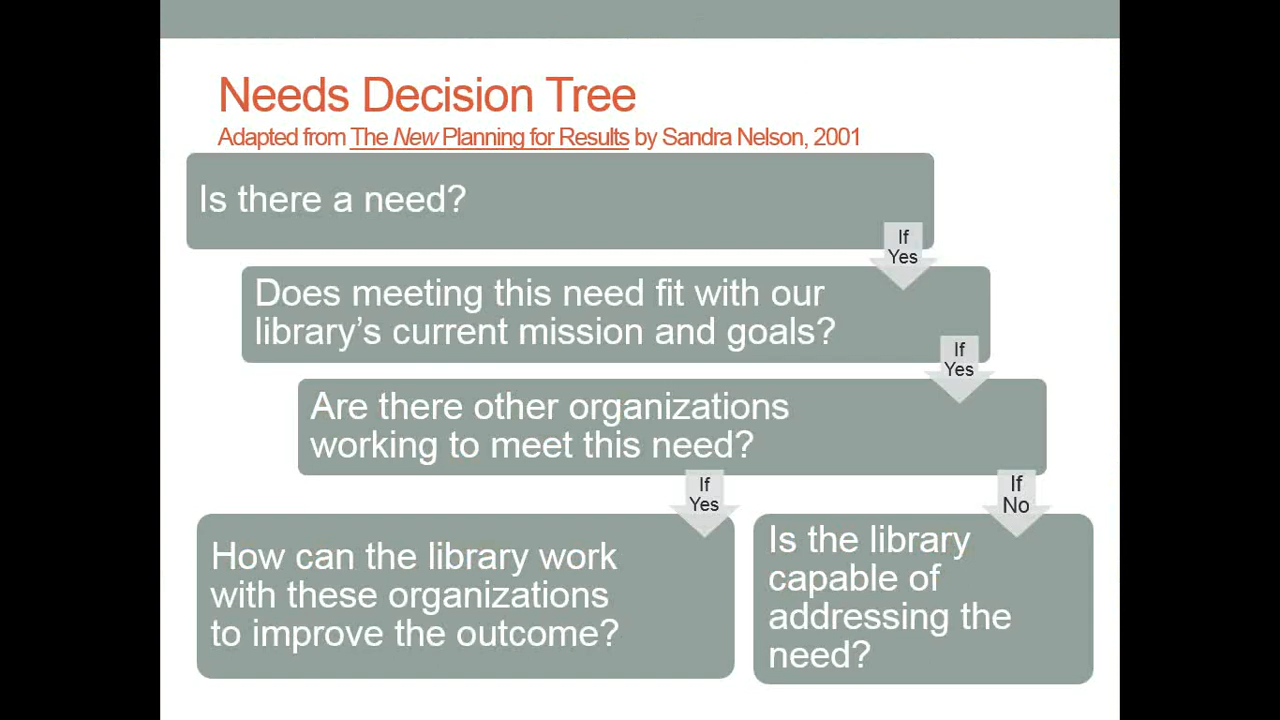 Needs Decision Tree
Adapted from The New Planning for Results by Sandra Nelson, 2001
Is there a need?
If
Yes
Does meeting this need fit with our
library’s current mission and goals?
If
Yes
Are there other organizations
working to meet this need?
If
Yes
If
No
How can the library work
with these organizations
to improve the outcome?
Is the library
capable of
addressing the
need?